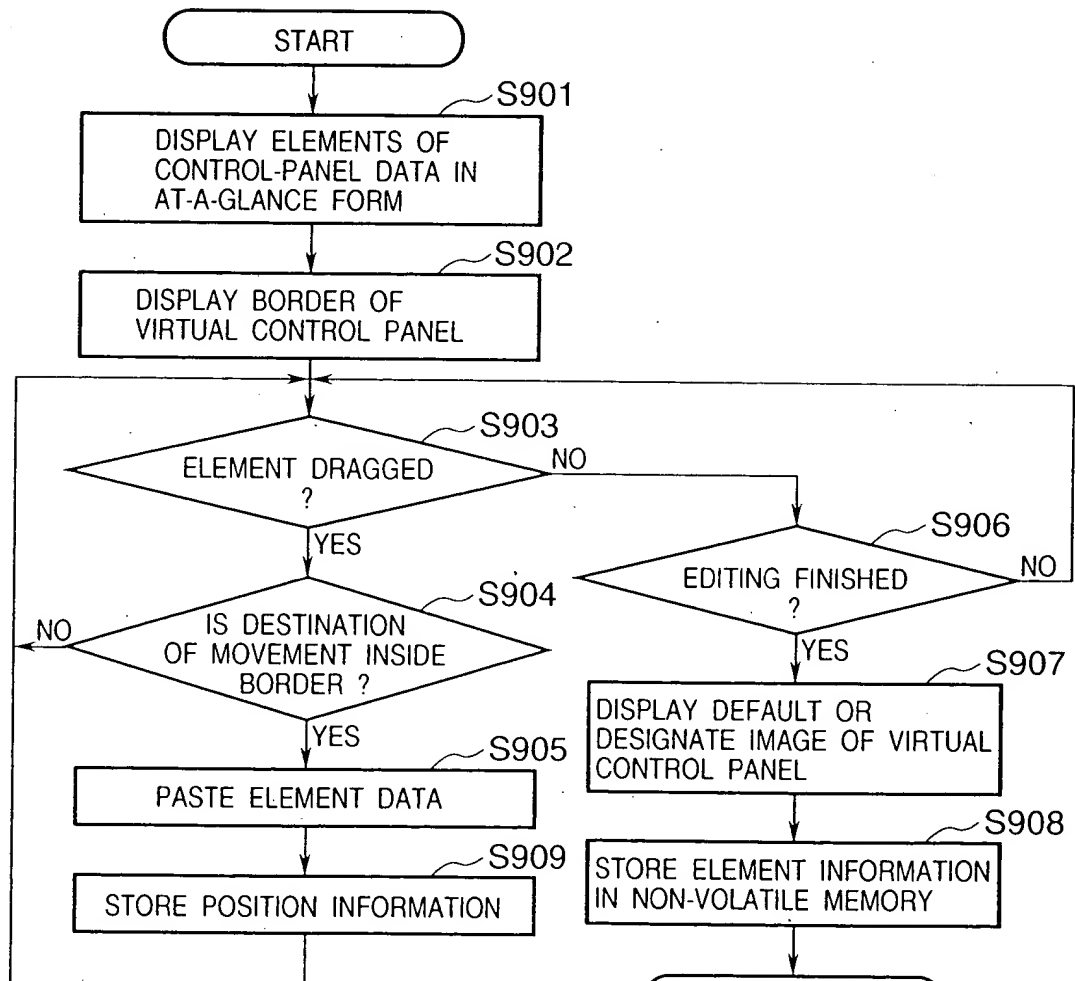 START
S901
DISPLAY ELEMENTS OF
CONTROL-PANEL DATA IN
AT-A-GLANCE FORM
S902
DISPLAY BORDER OF
VIRTUAL CONTROL PANEL
S903
ELEMENT DRAGGED
?
NO
YES
S906
EDITING FINISHED
?
NO
YES
S904
IS DESTINATION
OF MOVEMENT INSIDE
BORDER ?
NO
YES
S907
DISPLAY DEFAULT OR
DESIGNATE IMAGE OF VIRTUAL
CONTROL PANEL
S905
PASTE ELEMENT DATA
S908
STORE ELEMENT INFORMATION
IN NON-VOLATILE MEMORY
S909
STORE POSITION INFORMATION